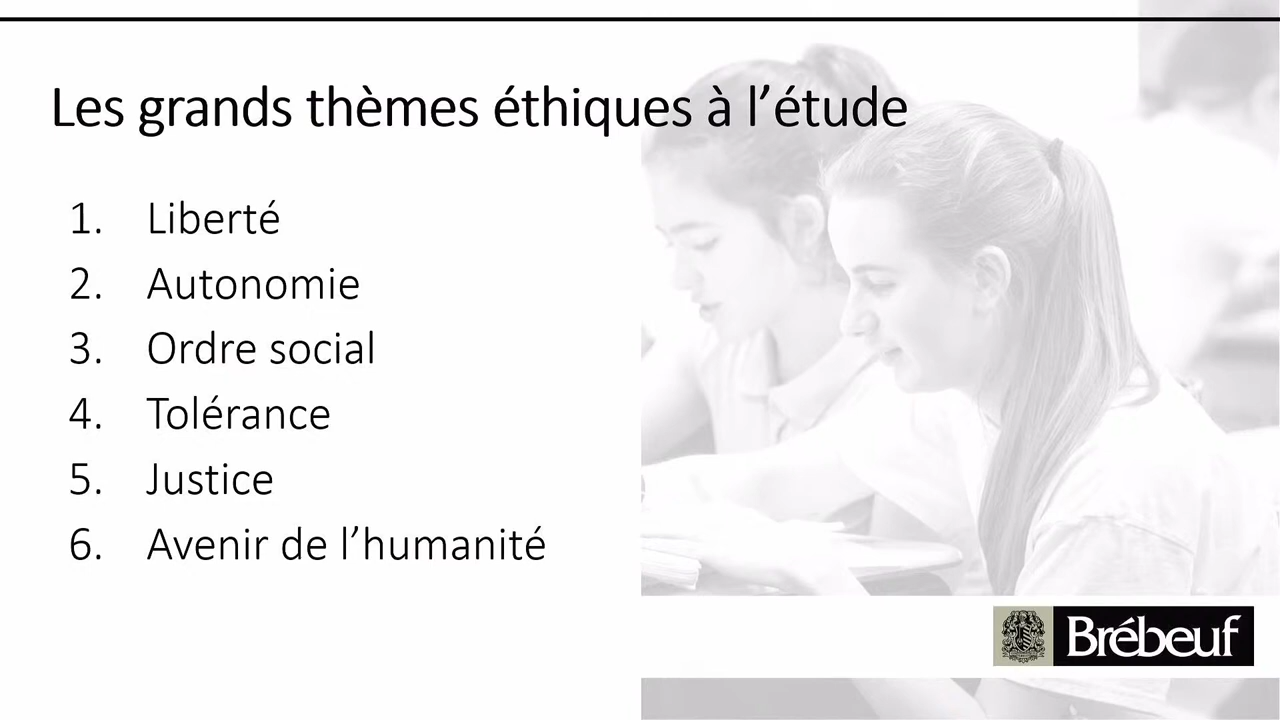 Les grands thèmes éthiques à l’étude
1. Liberté
2. Autonomie
3. Ordre social
4. Tolérance
5. Justice
6. Avenir de l’humanité
Brébeuf